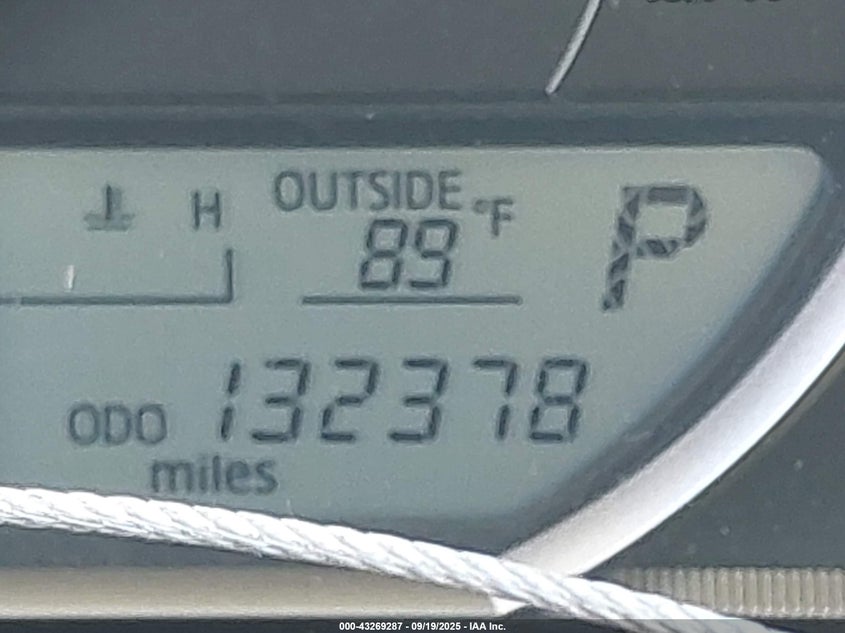 H
OUTSIDE
89 °F
P
ODO 132378
miles
000-43269287 - 09/19/2025 - IAA Inc.